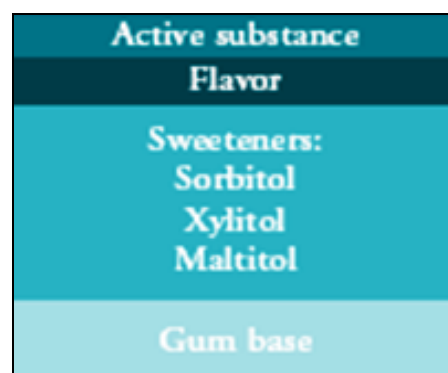 Active substance
Flavor
Sweeteners:
Sorbitol
Xylitol
Maltitol
Gum base